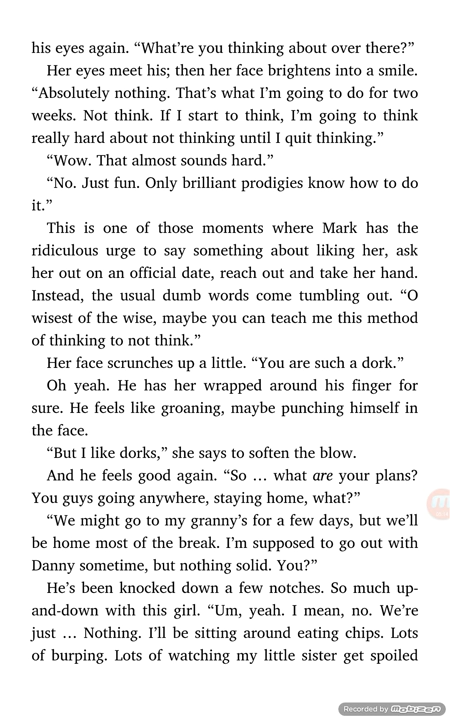 his eyes again. “What’re you thinking about over there?”
Her eyes meet his; then her face brightens into a smile.
“Absolutely nothing. That’s what I’m going to do for two
weeks. Not think. If I start to think, I’m going to think
really hard about not thinking until I quit thinking.”
“Wow. That almost sounds hard.”
“No. Just fun. Only brilliant prodigies know how to do
it.”
This is one of those moments where Mark has the
ridiculous urge to say something about liking her, ask
her out on an official date, reach out and take her hand.
Instead, the usual dumb words come tumbling out. “O
wisest of the wise, maybe you can teach me this method
of thinking to not think.”
Her face scrunches up a little. “You are such a dork.”
Oh yeah. He has her wrapped around his finger for
sure. He feels like groaning, maybe punching himself in
the face.
“But I like dorks,” she says to soften the blow.
And he feels good again. “So … what are your plans?
You guys going anywhere, staying home, what?”
“We might go to my granny’s for a few days, but we’ll
be home most of the break. I’m supposed to go out with
Danny sometime, but nothing solid. You?”
He’s been knocked down a few notches. So much up-
and-down with this girl. “Um, yeah. I mean, no. We’re
just … Nothing. I’ll be sitting around eating chips. Lots
of burping. Lots of watching my little sister get spoiled
Recorded by mobizen